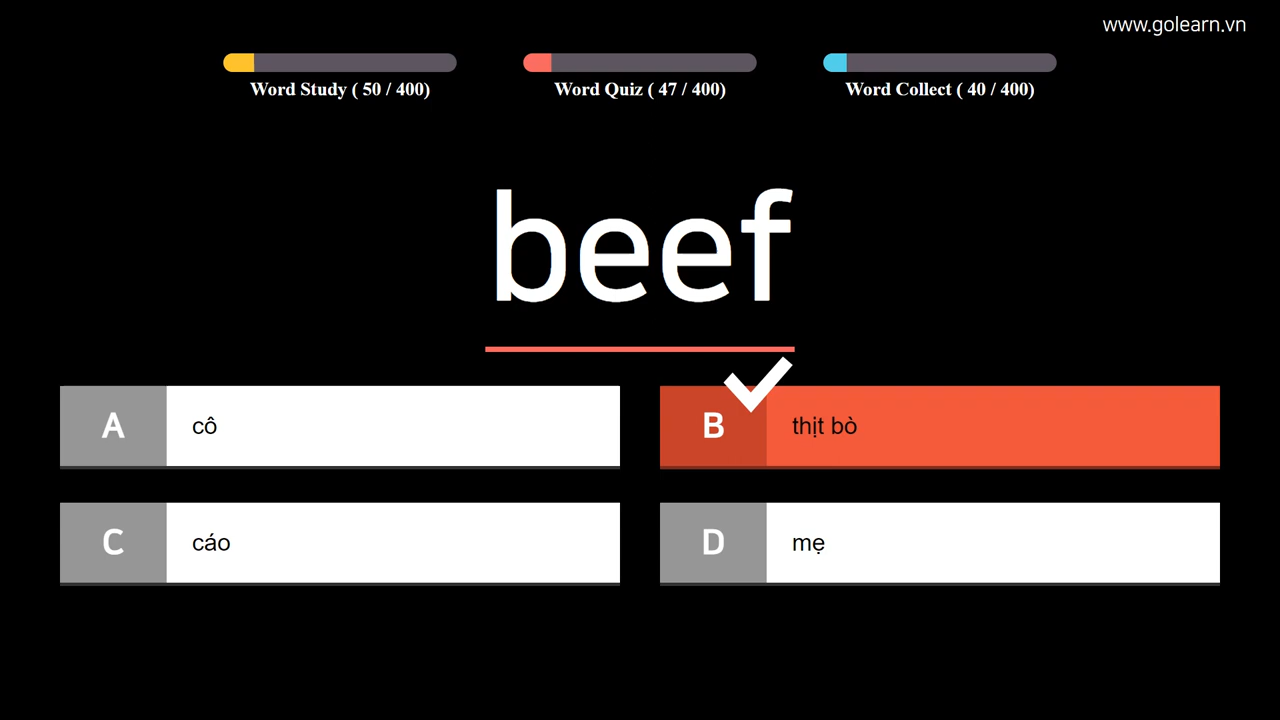 www.golearn.vn
Word Study ( 50 / 400)
Word Quiz ( 47 / 400)
Word Collect ( 40 / 400)
beef
A cô
B thịt bò
C cáo
D mẹ